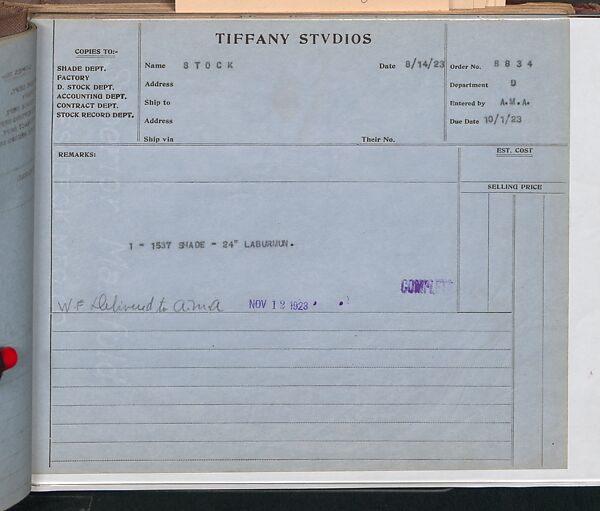 TIFFANY STVDIOS
COPIES TO:-
SHADE DEPT.
FACTORY
D. STOCK DEPT.
ACCOUNTING DEPT.
CONTRACT DEPT.
STOCK RECORD DEPT.
Name STOCK
Date 8/14/23
Address
Ship to
Address
Ship via
Their No.
Order No. 8834
Department D
Entered by A.M.A.
Due Date 10/1/23
REMARKS:
EST. COST
SELLING PRICE
1 - 1537 SHADE - 24" LABURMUN.
COMPLETE
W.F Delivered to A.M.A NOV 12 1923